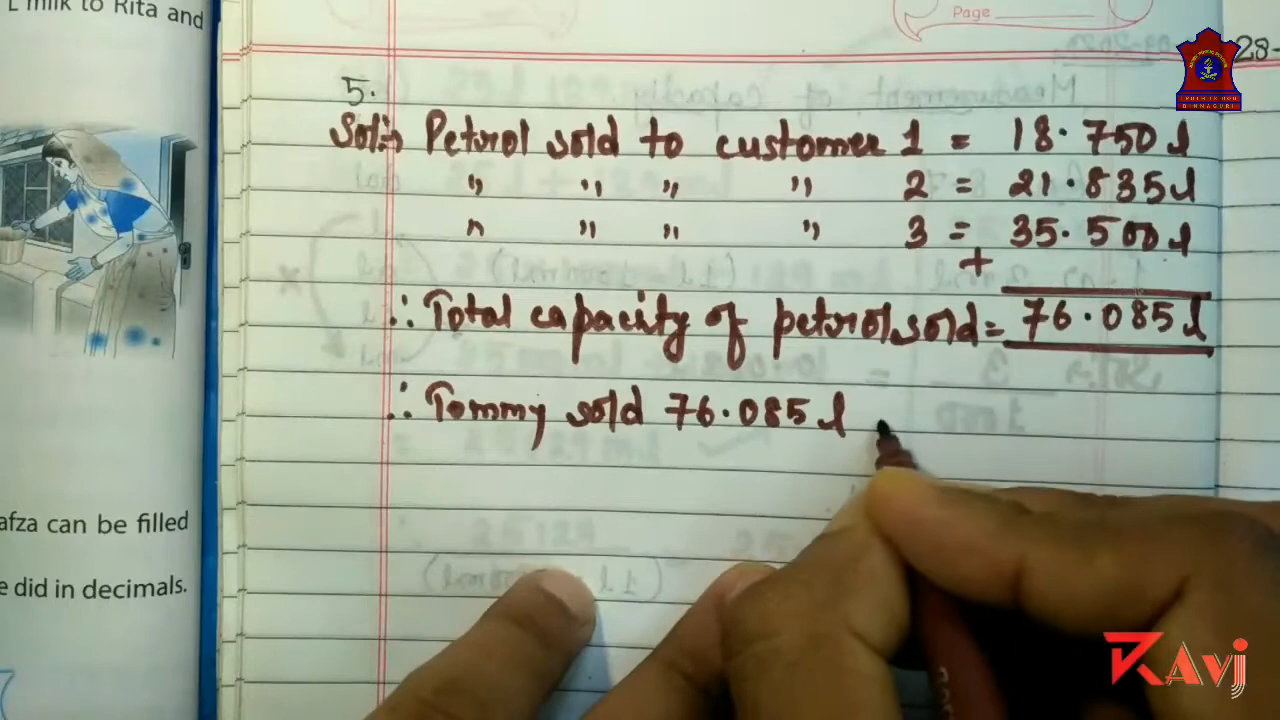 L milk to Rita and
afza can be filled
e did in decimals.
Page
28-
5.
Soln Petrol sold to customer 1 = 18.750 l
" " " " 2 = 21.835 l
" " " " 3 = 35.500 l
+
∴ Total capacity of petrol sold = 76.085 l
∴ Tommy sold 76.085 l
RAVJ